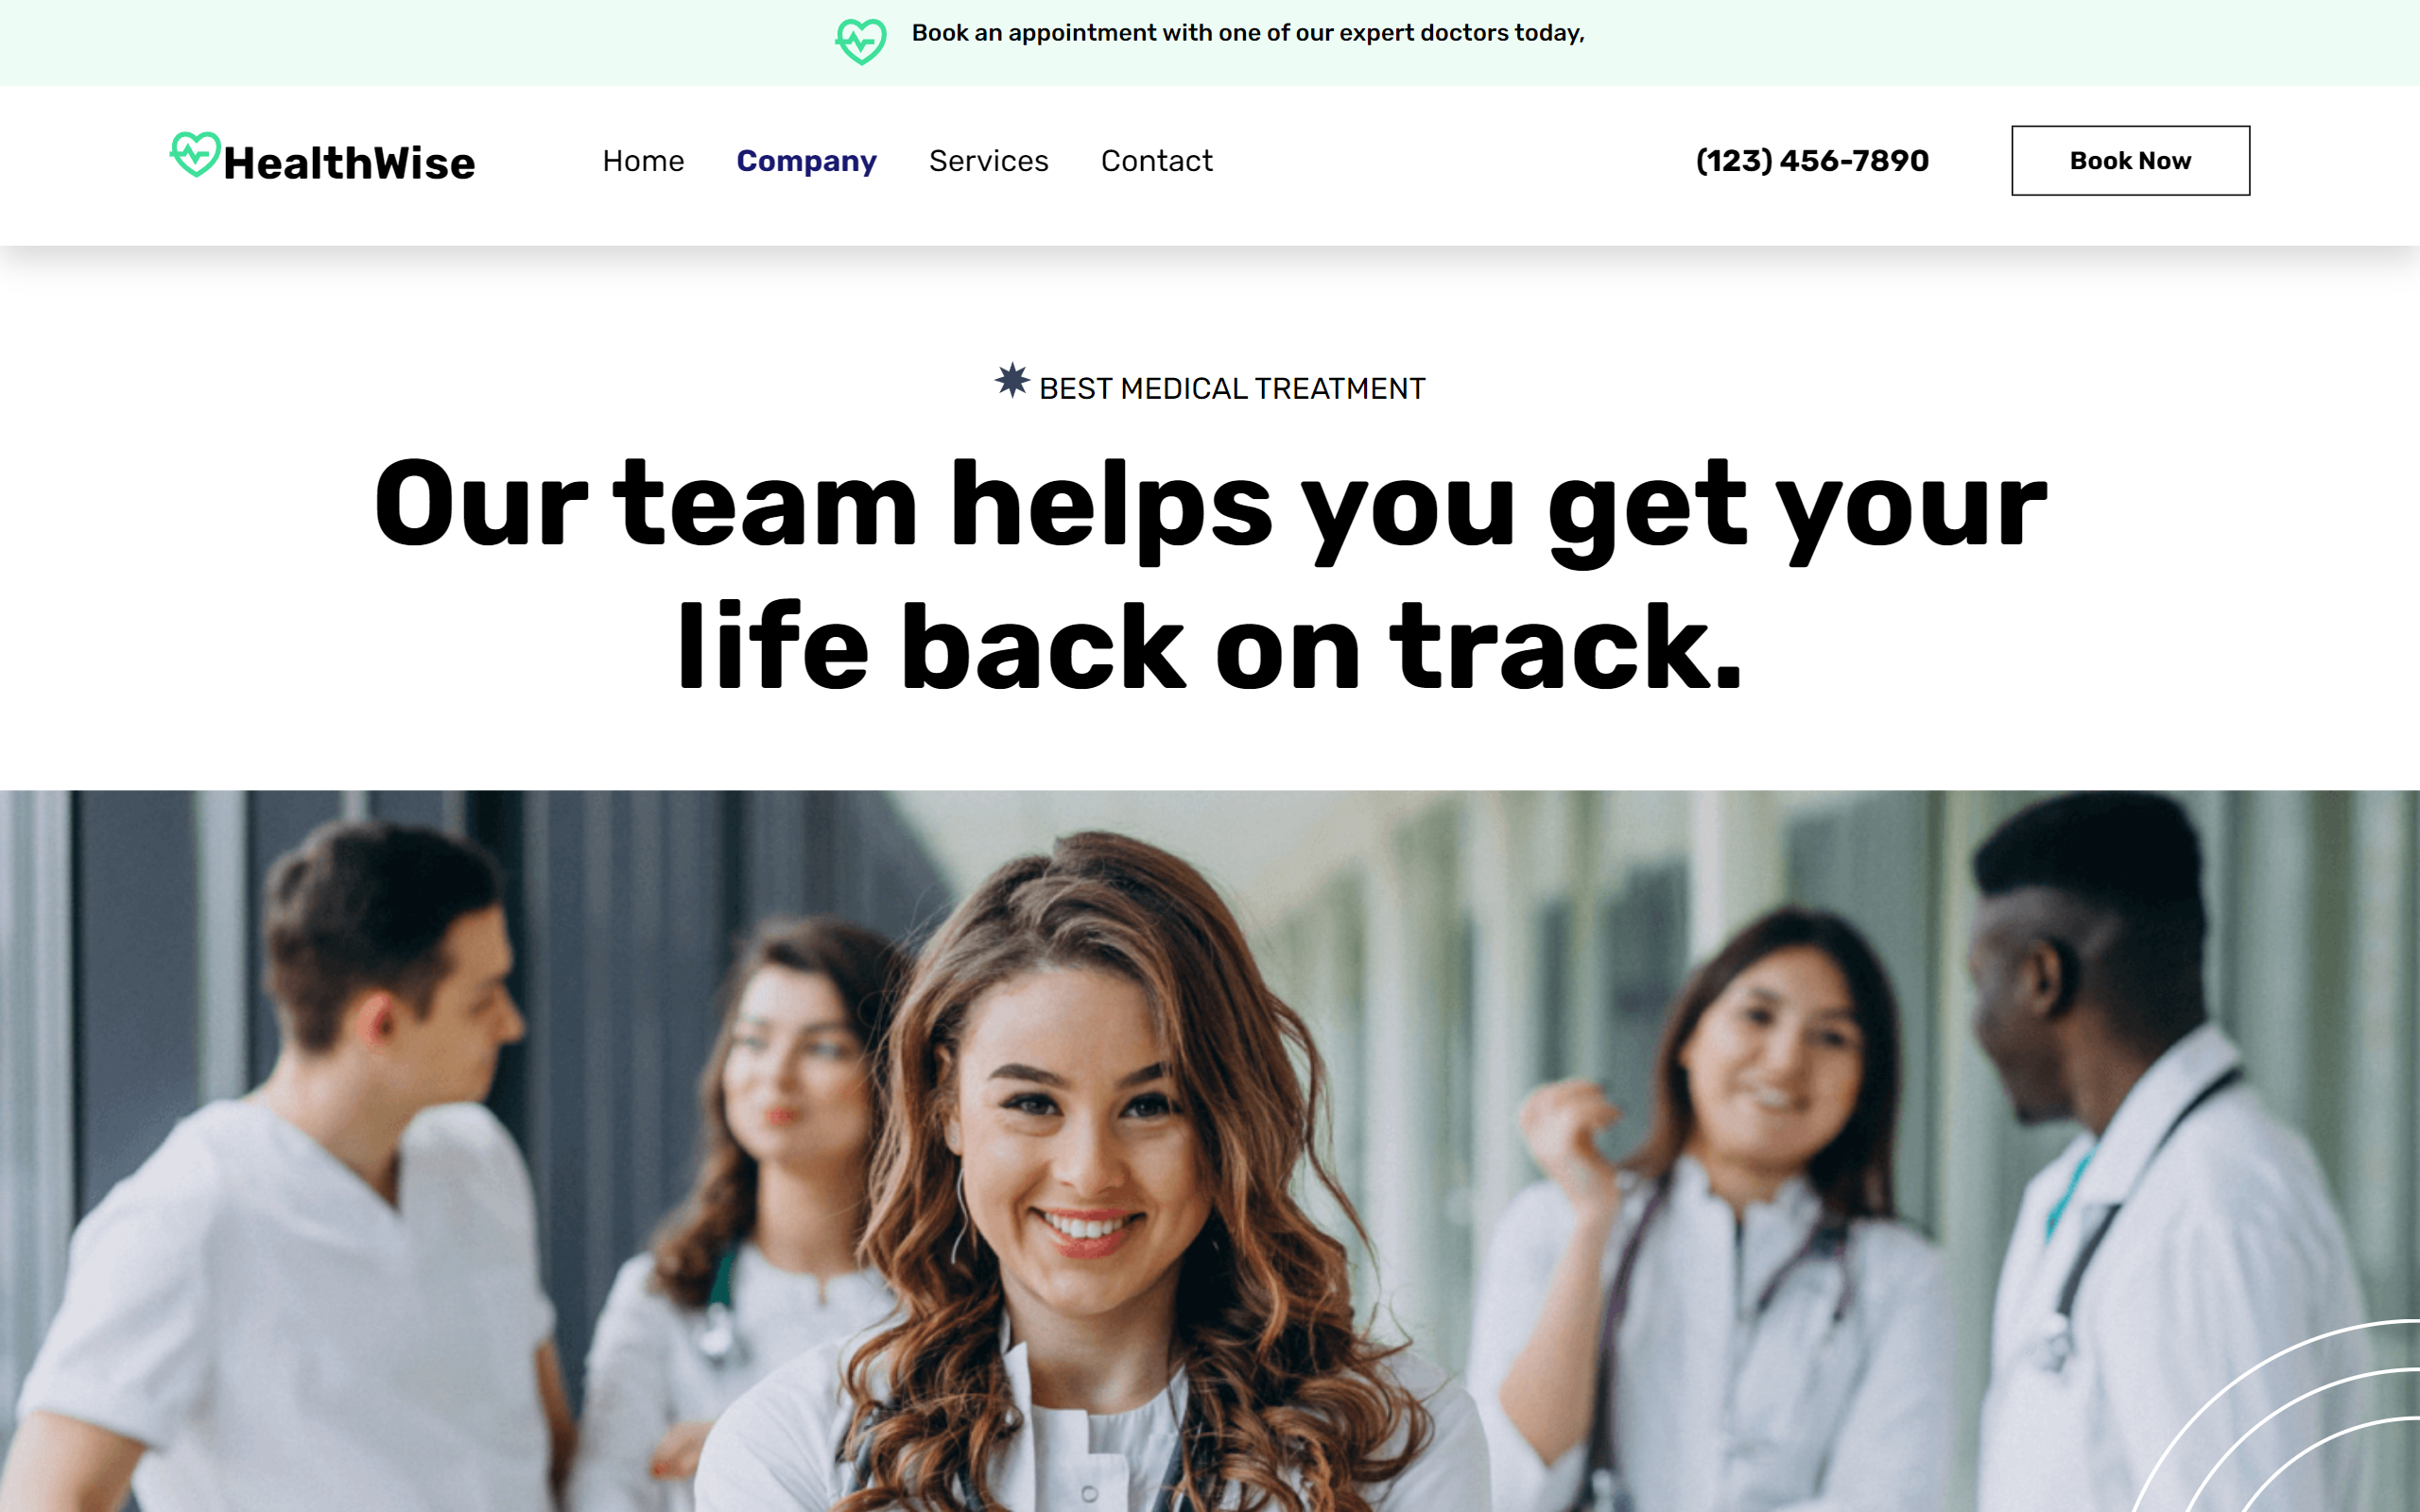 Book an appointment with one of our expert doctors today,
HealthWise
Home Company Services Contact
(123) 456-7890
Book Now
BEST MEDICAL TREATMENT
Our team helps you get your
life back on track.